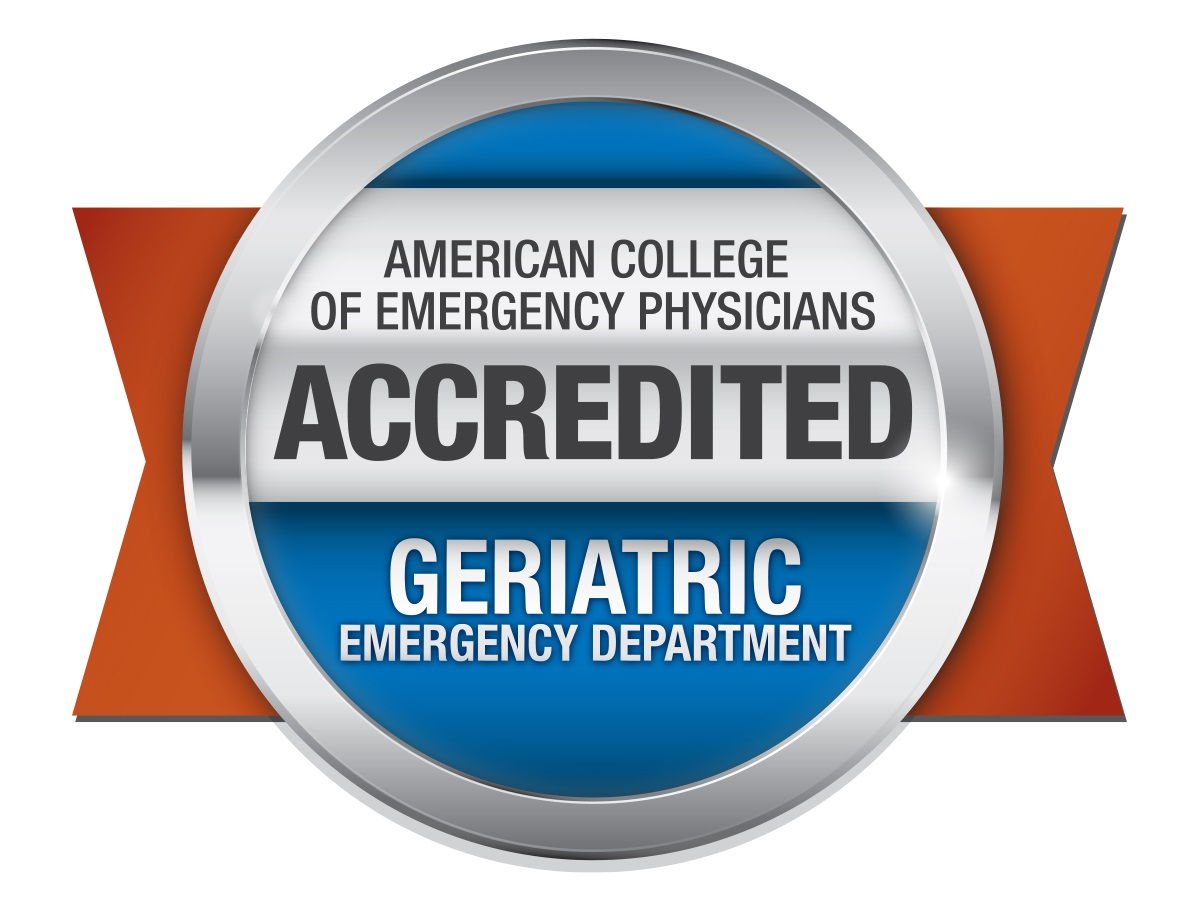 AMERICAN COLLEGE
OF EMERGENCY PHYSICIANS
ACCREDITED
GERIATRIC
EMERGENCY DEPARTMENT